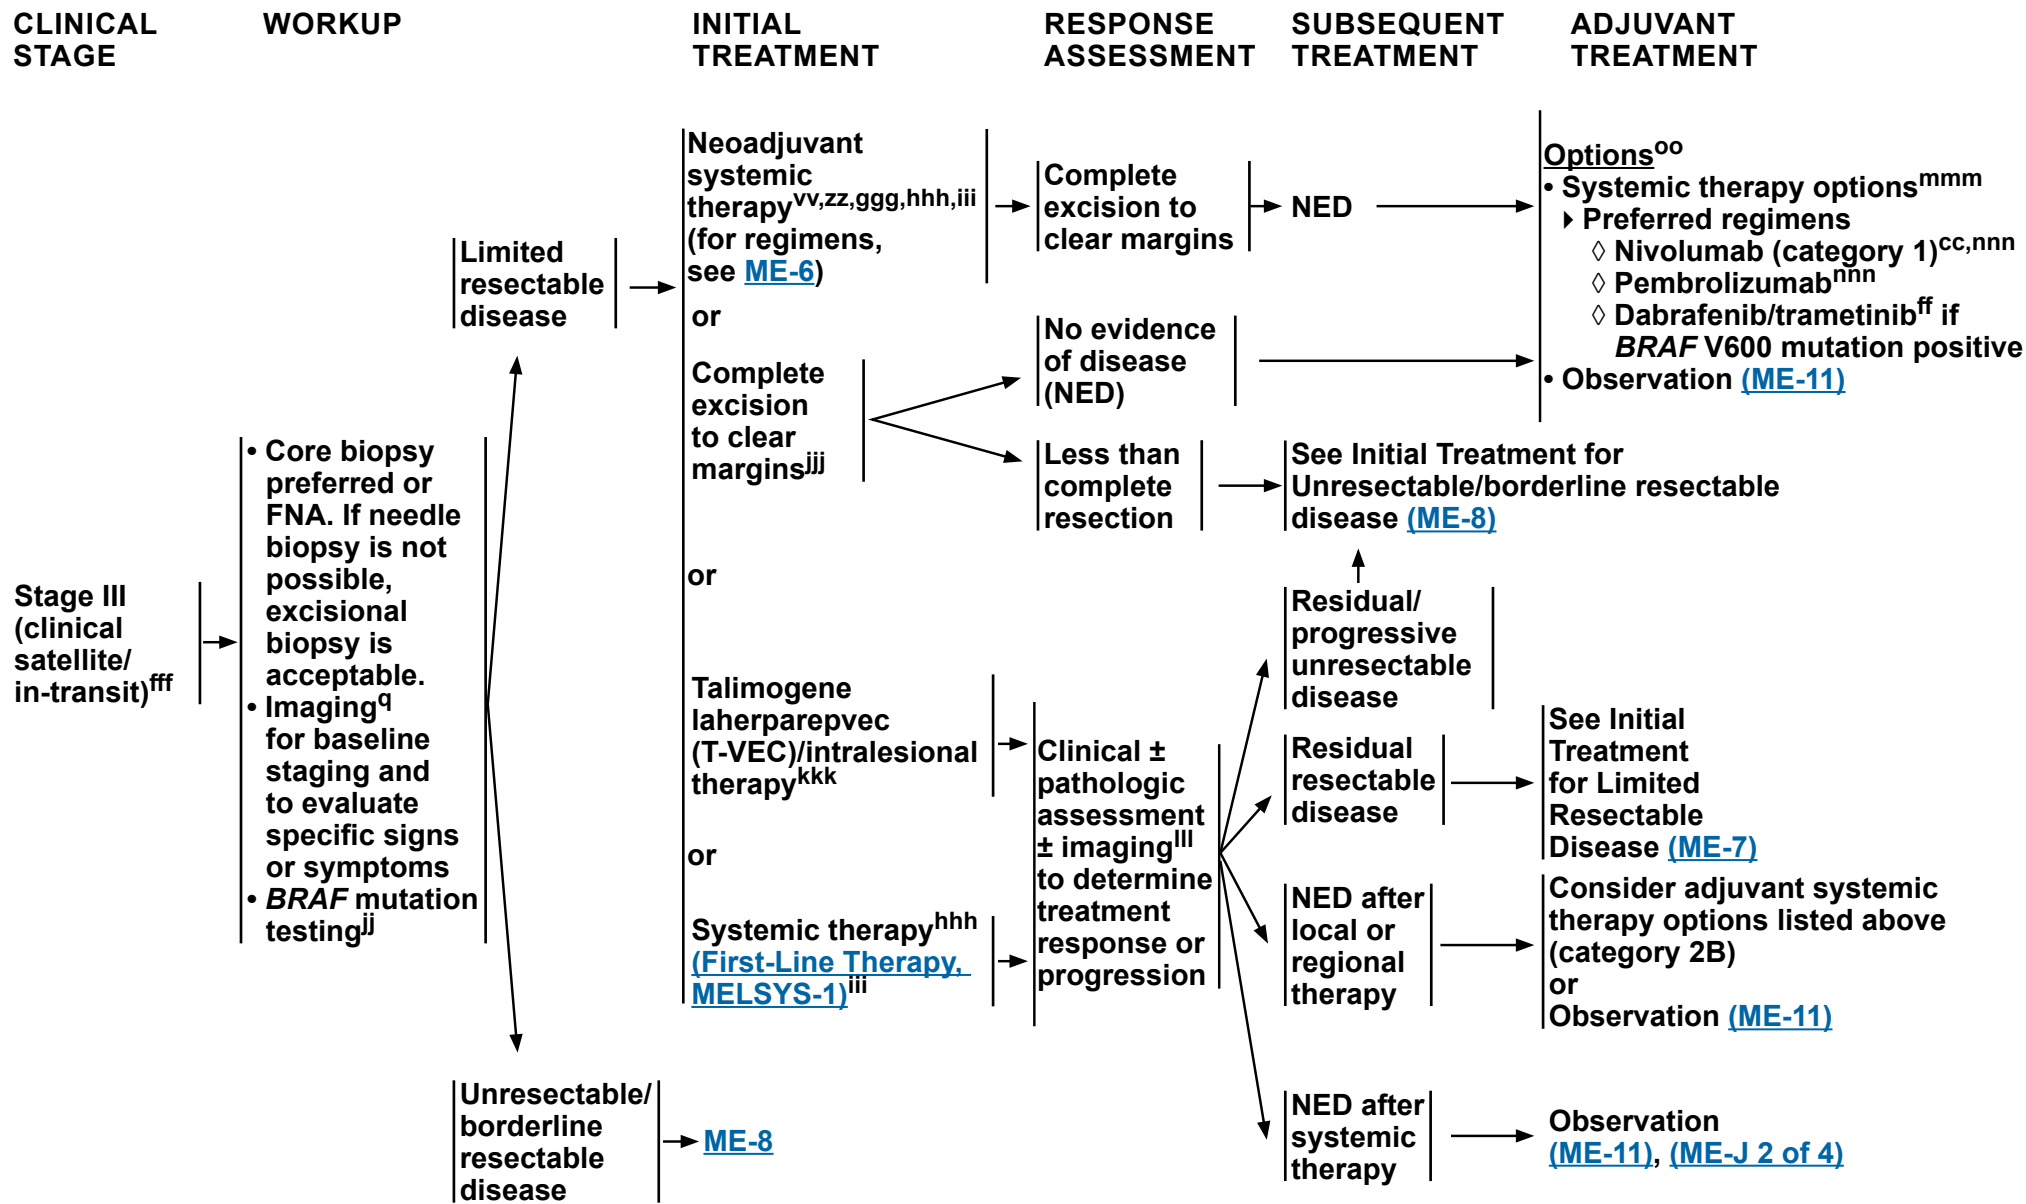 CLINICAL
STAGE
WORKUP
INITIAL
TREATMENT
RESPONSE
ASSESSMENT
SUBSEQUENT
TREATMENT
ADJUVANT
TREATMENT
Stage III
(clinical
satellite/
in-transit)fff
• Core biopsy
preferred or
FNA. If needle
biopsy is not
possible,
excisional
biopsy is
acceptable.
• Imagingq
for baseline
staging and
to evaluate
specific signs
or symptoms
• BRAF mutation
testingjj
Limited
resectable
disease
Unresectable/
borderline
resectable
disease
ME-8
Neoadjuvant
systemic
therapyvv,zz,ggg,hhh,iii
(for regimens,
see ME-6)
or
Complete
excision
to clear
marginsjjj
or
Talimogene
laherparepvec
(T-VEC)/intralesional
therapykkk
or
Systemic therapyhhh
(First-Line Therapy,
MELSYS-1)iii
Complete
excision to
clear margins
No evidence
of disease
(NED)
Less than
complete
resection
Clinical ±
pathologic
assessment
± imaginglll
to determine
treatment
response or
progression
NED
See Initial Treatment for
Unresectable/borderline resectable
disease (ME-8)
Residual/
progressive
unresectable
disease
Residual
resectable
disease
NED after
local or
regional
therapy
NED after
systemic
therapy
Optionsoo
• Systemic therapy optionsmmm
▸ Preferred regimens
◊ Nivolumab (category 1)cc,nnn
◊ Pembrolizumabnnn
◊ Dabrafenib/trametinibff if
BRAF V600 mutation positive
• Observation (ME-11)
See Initial
Treatment
for Limited
Resectable
Disease (ME-7)
Consider adjuvant systemic
therapy options listed above
(category 2B)
or
Observation (ME-11)
Observation
(ME-11), (ME-J 2 of 4)